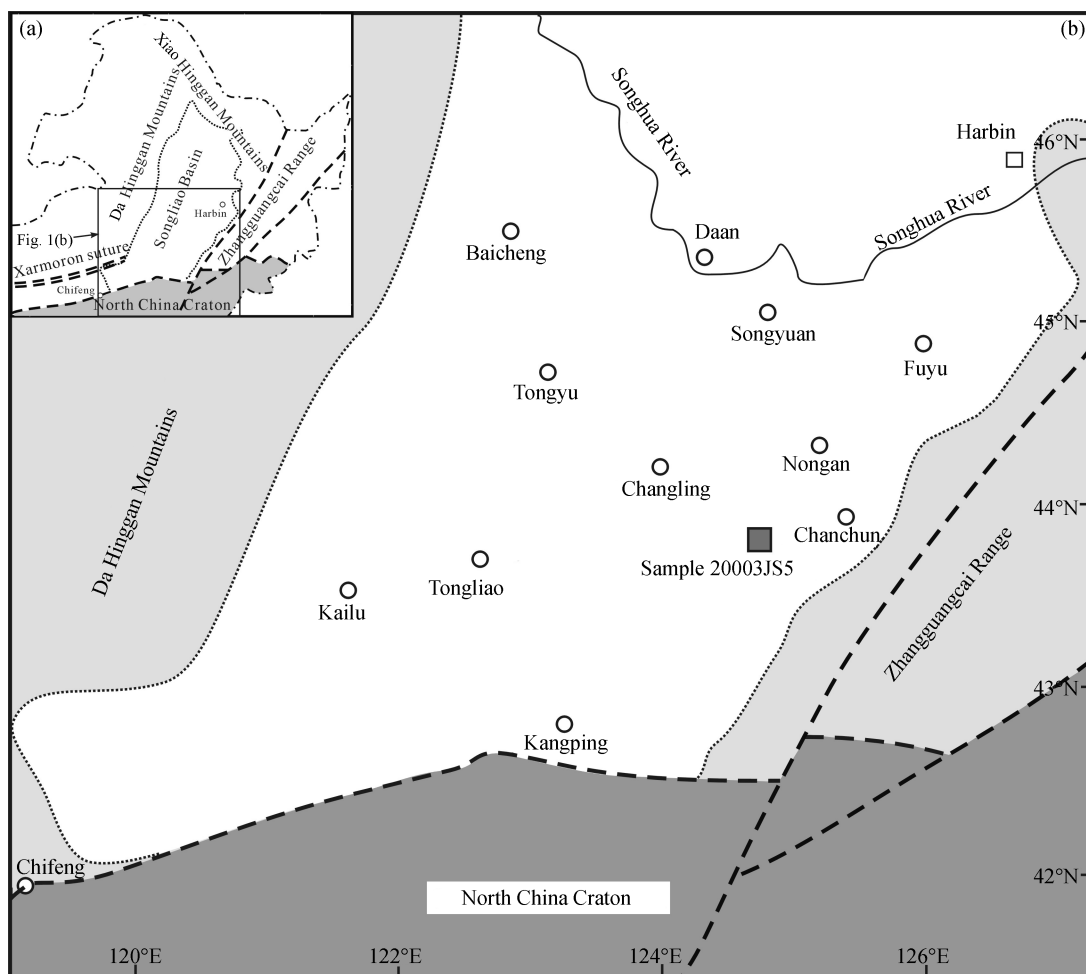 (a)
Xiao Hinggan Mountains
Da Hinggan Mountains
Songliao Basin
Harbin
Zhangguangcai Range
Fig. 1(b)
Xarmoron suture
Chifeng
North China Craton
(b)
Songhua River
Harbin
46°N
Songhua River
Baicheng
Daan
Songyuan
45°N
Fuyu
Tongyu
Da Hinggan Mountains
Changling
Nongan
44°N
Chanchun
Sample 20003JS5
Zhangguangcai Range
Tongliao
Kailu
43°N
Kangping
Chifeng
42°N
North China Craton
120°E
122°E
124°E
126°E